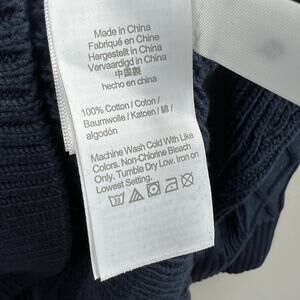 Made in China
Fabriqué en Chine
Hergestellt in China
Vervaardigd in China
中国製
hecho en china
100% Cotton / Coton /
Baumwolle / Katoen / 綿 /
algodón
Machine Wash Cold With Like
Colors. Non-Chlorine Bleach
Only. Tumble Dry Low. Iron on
Lowest Setting.